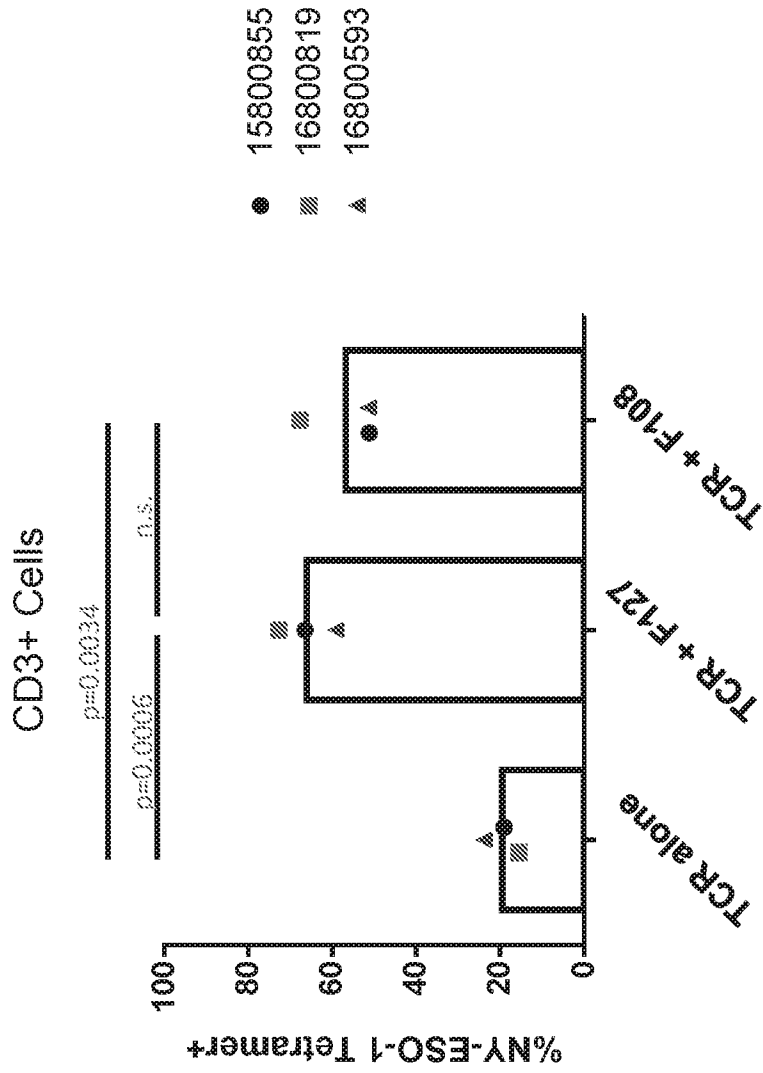 CD3+ Cells
p=0.0034
p=0.0006
n.s.
%NY-ESO-1 Tetramer+
100
80
60
40
20
0
TCR alone
TCR + F127
TCR + F108
15800855
16800819
16800593